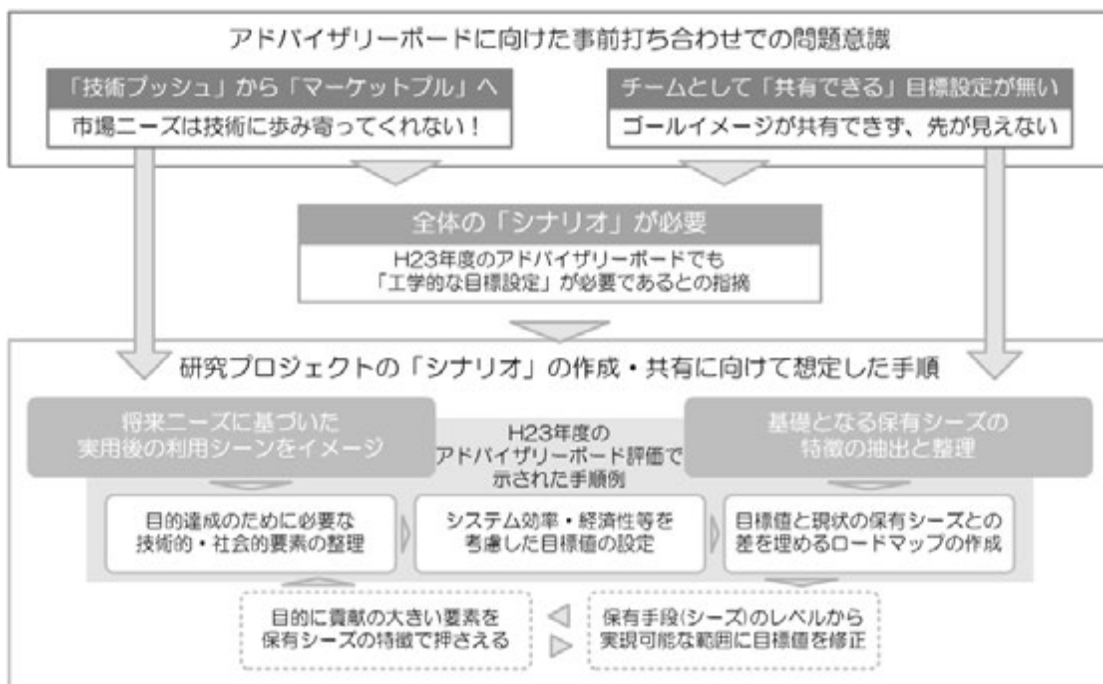 アドバイザリーボードに向けた事前打ち合わせでの問題意識
「技術プッシュ」から「マーケットプル」へ
市場ニーズは技術に歩み寄ってくれない！
チームとして「共有できる」目標設定が無い
ゴールイメージが共有できず、先が見えない
全体の「シナリオ」が必要
H23年度のアドバイザリーボードでも
「工学的な目標設定」が必要であるとの指摘
研究プロジェクトの「シナリオ」の作成・共有に向けて想定した手順
将来ニーズに基づいた
実用後の利用シーンをイメージ
H23年度の
アドバイザリーボード評価で
示された手順例
基礎となる保有シーズの
特徴の抽出と整理
目的達成のために必要な
技術的・社会的要素の整理
システム効率・経済性等を
考慮した目標値の設定
目標値と現状の保有シーズとの
差を埋めるロードマップの作成
目的に貢献の大きい要素を
保有シーズの特徴で押さえる
保有手段(シーズ)のレベルから
実現可能な範囲に目標値を修正